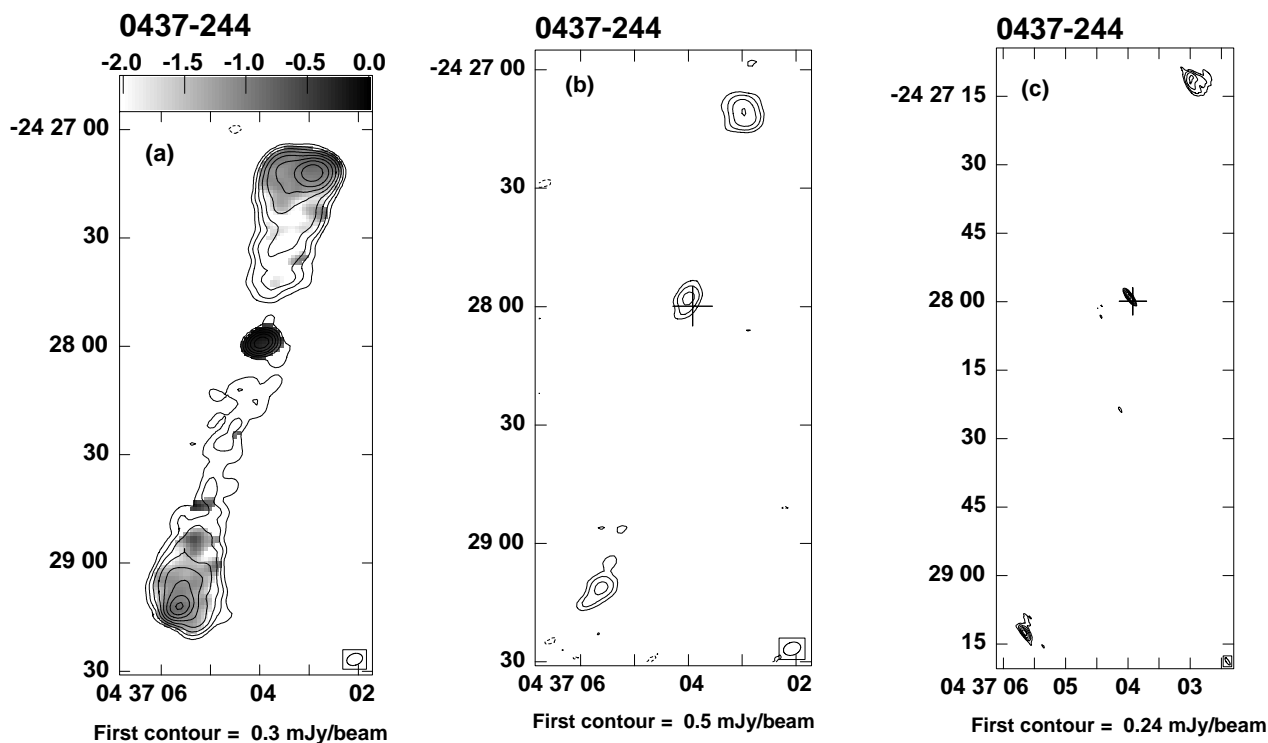 0437-244
-2.0 -1.5 -1.0 -0.5 0.0
(a)
-24 27 00
30
28 00
30
29 00
30
04 37 06 04 02
First contour = 0.3 mJy/beam
0437-244
(b)
-24 27 00
30
28 00
30
29 00
30
04 37 06 04 02
First contour = 0.5 mJy/beam
0437-244
(c)
-24 27 15
30
45
28 00
15
30
45
29 00
15
04 37 06 05 04 03
First contour = 0.24 mJy/beam